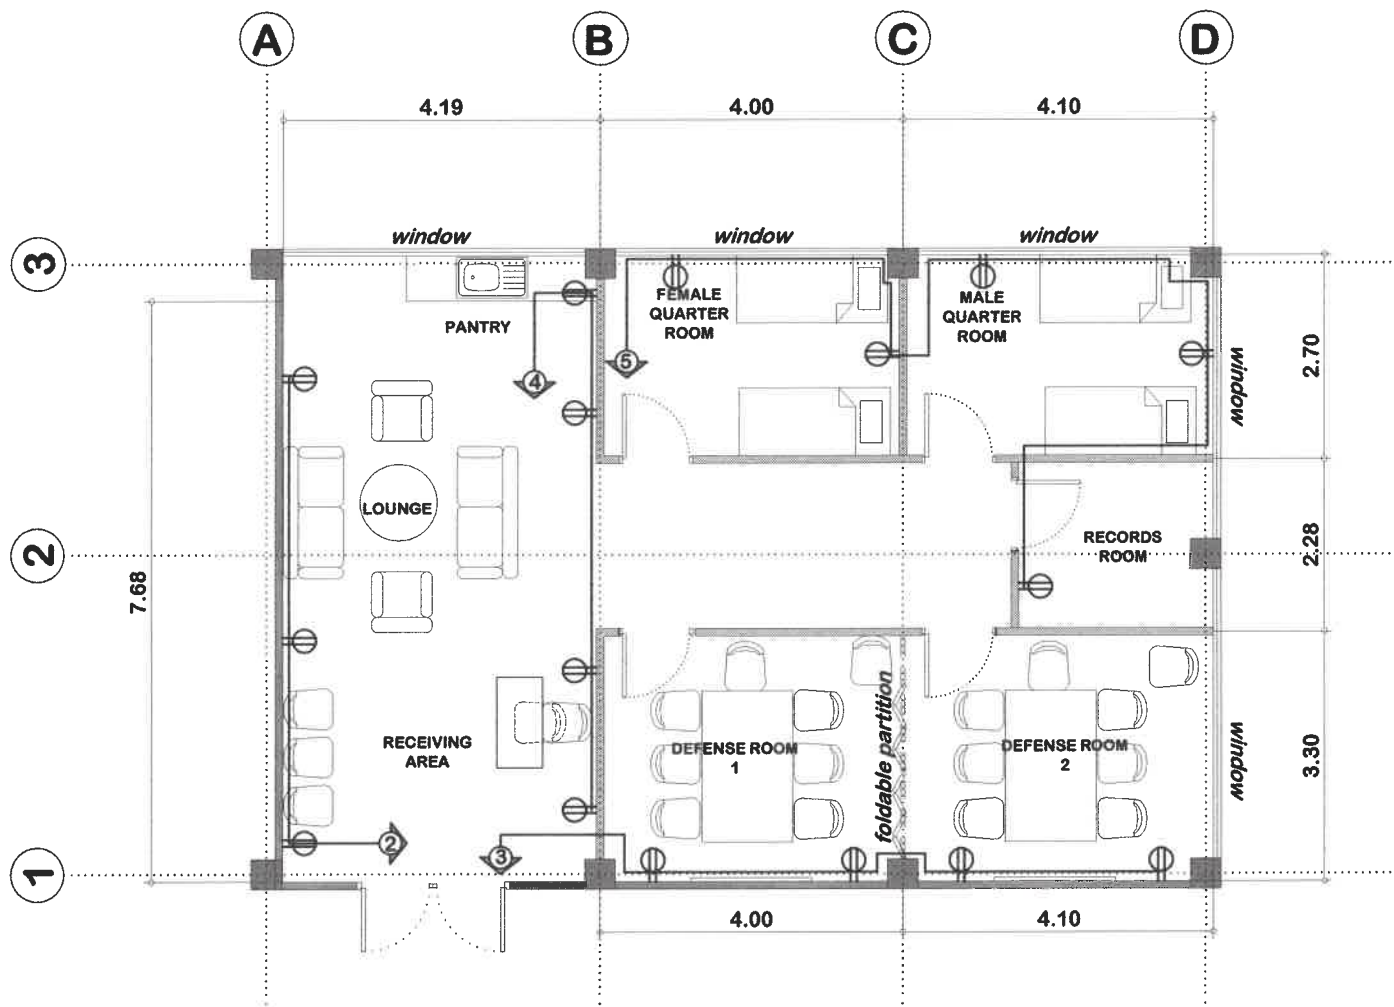 A
B
C
D
4.19
4.00
4.10
window
window
window
3
FEMALE
QUARTER
ROOM
MALE
QUARTER
ROOM
PANTRY
4
5
2.70
window
LOUNGE
RECORDS
ROOM
2
2.28
7.68
RECEIVING
AREA
DEFENSE ROOM
1
foldable partition
DEFENSE ROOM
2
window
3.30
2
3
1
4.00
4.10